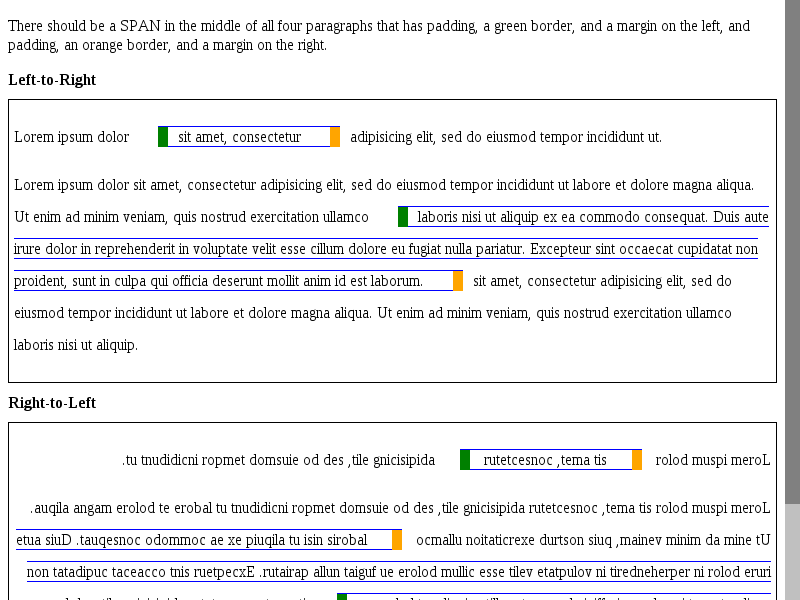 There should be a SPAN in the middle of all four paragraphs that has padding, a green border, and a margin on the left, and
padding, an orange border, and a margin on the right.
Left-to-Right
Lorem ipsum dolor sit amet, consectetur adipisicing elit, sed do eiusmod tempor incididunt ut.
Lorem ipsum dolor sit amet, consectetur adipisicing elit, sed do eiusmod tempor incididunt ut labore et dolore magna aliqua.
Ut enim ad minim veniam, quis nostrud exercitation ullamco laboris nisi ut aliquip ex ea commodo consequat. Duis aute
irure dolor in reprehenderit in voluptate velit esse cillum dolore eu fugiat nulla pariatur. Excepteur sint occaecat cupidatat non
proident, sunt in culpa qui officia deserunt mollit anim id est laborum. sit amet, consectetur adipisicing elit, sed do
eiusmod tempor incididunt ut labore et dolore magna aliqua. Ut enim ad minim veniam, quis nostrud exercitation ullamco
laboris nisi ut aliquip.
Right-to-Left
.tu tnudidicni ropmet domsuie od des ,tile gnicisipida rutetcesnoc ,tema tis rolod muspi meroL
.auqila angam erolod te erobal tu tnudidicni ropmet domsuie od des ,tile gnicisipida rutetcesnoc ,tema tis rolod muspi meroL
etua siuD .tauqesnoc odommoc ae xe piuqila tu isin sirobal ocmallu noitaticrexe durtson siuq ,mainev minim da mine tU
non tatadipuc taceacco tnis ruetpecxE .rutairap allun taiguf ue erolod mullic esse tilev etatpulov ni tiredneherper ni rolod eruri